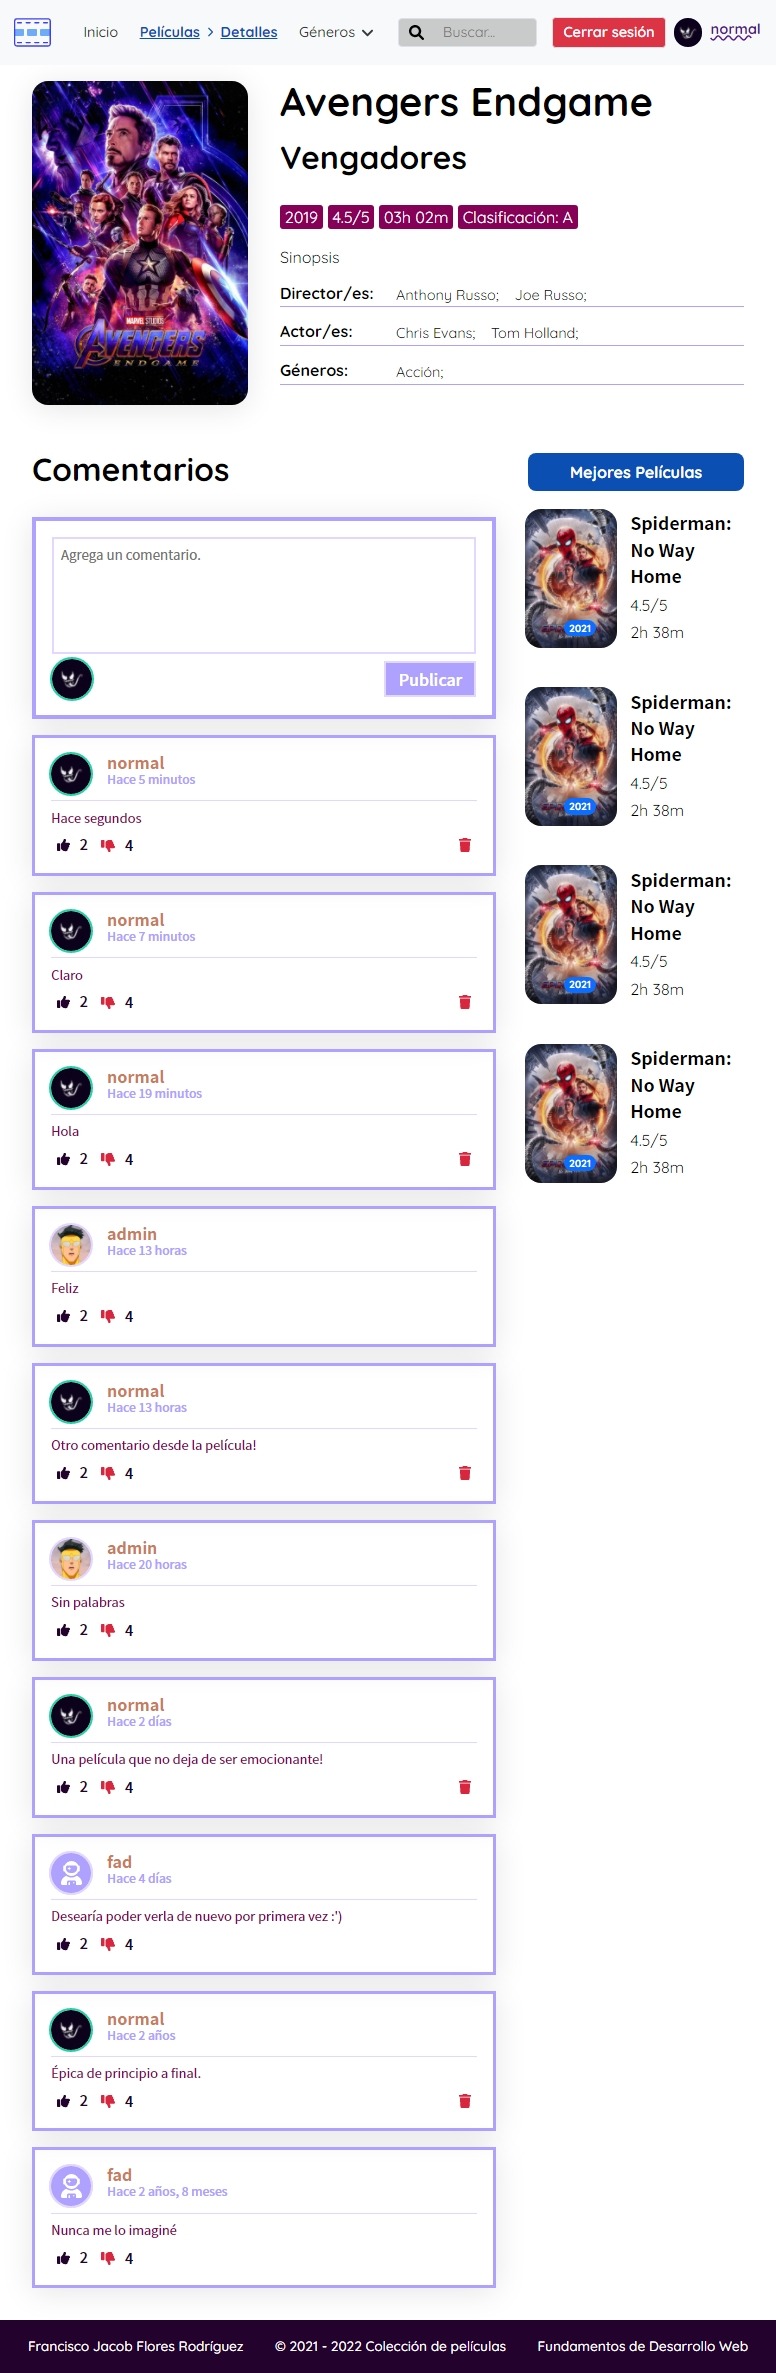 Inicio Películas > Detalles Géneros Buscar... Cerrar sesión normal
MARVEL STUDIOS
AVENGERS
ENDGAME
Avengers Endgame
Vengadores
2019 4.5/5 03h 02m Clasificación: A
Sinopsis
Director/es: Anthony Russo; Joe Russo;
Actor/es: Chris Evans; Tom Holland;
Géneros: Acción;
Comentarios
Agrega un comentario.
Publicar
normal
Hace 5 minutos
Hace segundos
2 4
normal
Hace 7 minutos
Claro
2 4
normal
Hace 19 minutos
Hola
2 4
admin
Hace 13 horas
Feliz
2 4
normal
Hace 13 horas
Otro comentario desde la película!
2 4
admin
Hace 20 horas
Sin palabras
2 4
normal
Hace 2 días
Una película que no deja de ser emocionante!
2 4
fad
Hace 4 días
Desearía poder verla de nuevo por primera vez :')
2 4
normal
Hace 2 años
Épica de principio a final.
2 4
fad
Hace 2 años, 8 meses
Nunca me lo imaginé
2 4
Mejores Películas
2021
Spiderman:
No Way
Home
4.5/5
2h 38m
2021
Spiderman:
No Way
Home
4.5/5
2h 38m
2021
Spiderman:
No Way
Home
4.5/5
2h 38m
2021
Spiderman:
No Way
Home
4.5/5
2h 38m
Francisco Jacob Flores Rodríguez © 2021 - 2022 Colección de películas Fundamentos de Desarrollo Web